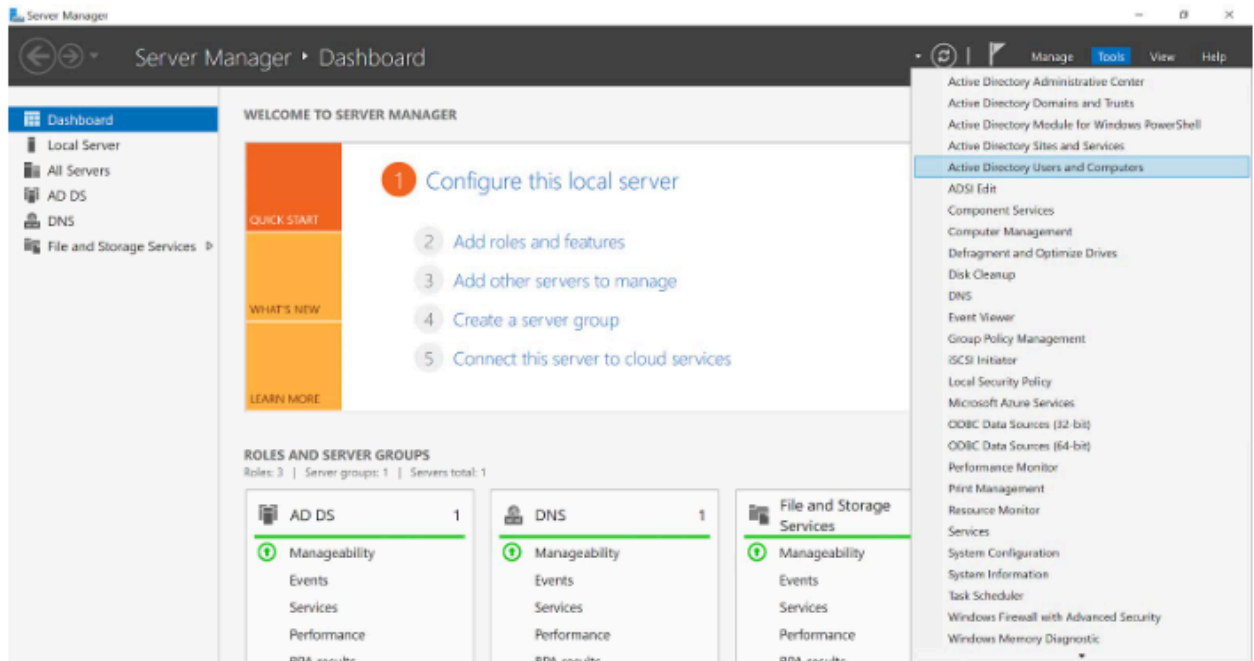 Server Manager
Server Manager • Dashboard
Manage Tools View Help
Dashboard
Local Server
All Servers
AD DS
DNS
File and Storage Services
WELCOME TO SERVER MANAGER
QUICK START
WHAT'S NEW
LEARN MORE
1 Configure this local server
2 Add roles and features
3 Add other servers to manage
4 Create a server group
5 Connect this server to cloud services
ROLES AND SERVER GROUPS
Roles: 3 | Server groups: 1 | Servers total: 1
AD DS 1
Manageability
Events
Services
Performance
BPA results
DNS 1
Manageability
Events
Services
Performance
BPA results
File and Storage
Services
Manageability
Events
Services
Performance
BPA results
Active Directory Administrative Center
Active Directory Domains and Trusts
Active Directory Module for Windows PowerShell
Active Directory Sites and Services
Active Directory Users and Computers
ADSI Edit
Component Services
Computer Management
Defragment and Optimize Drives
Disk Cleanup
DNS
Event Viewer
Group Policy Management
iSCSI Initiator
Local Security Policy
Microsoft Azure Services
ODBC Data Sources (32-bit)
ODBC Data Sources (64-bit)
Performance Monitor
Print Management
Resource Monitor
Services
System Configuration
System Information
Task Scheduler
Windows Firewall with Advanced Security
Windows Memory Diagnostic